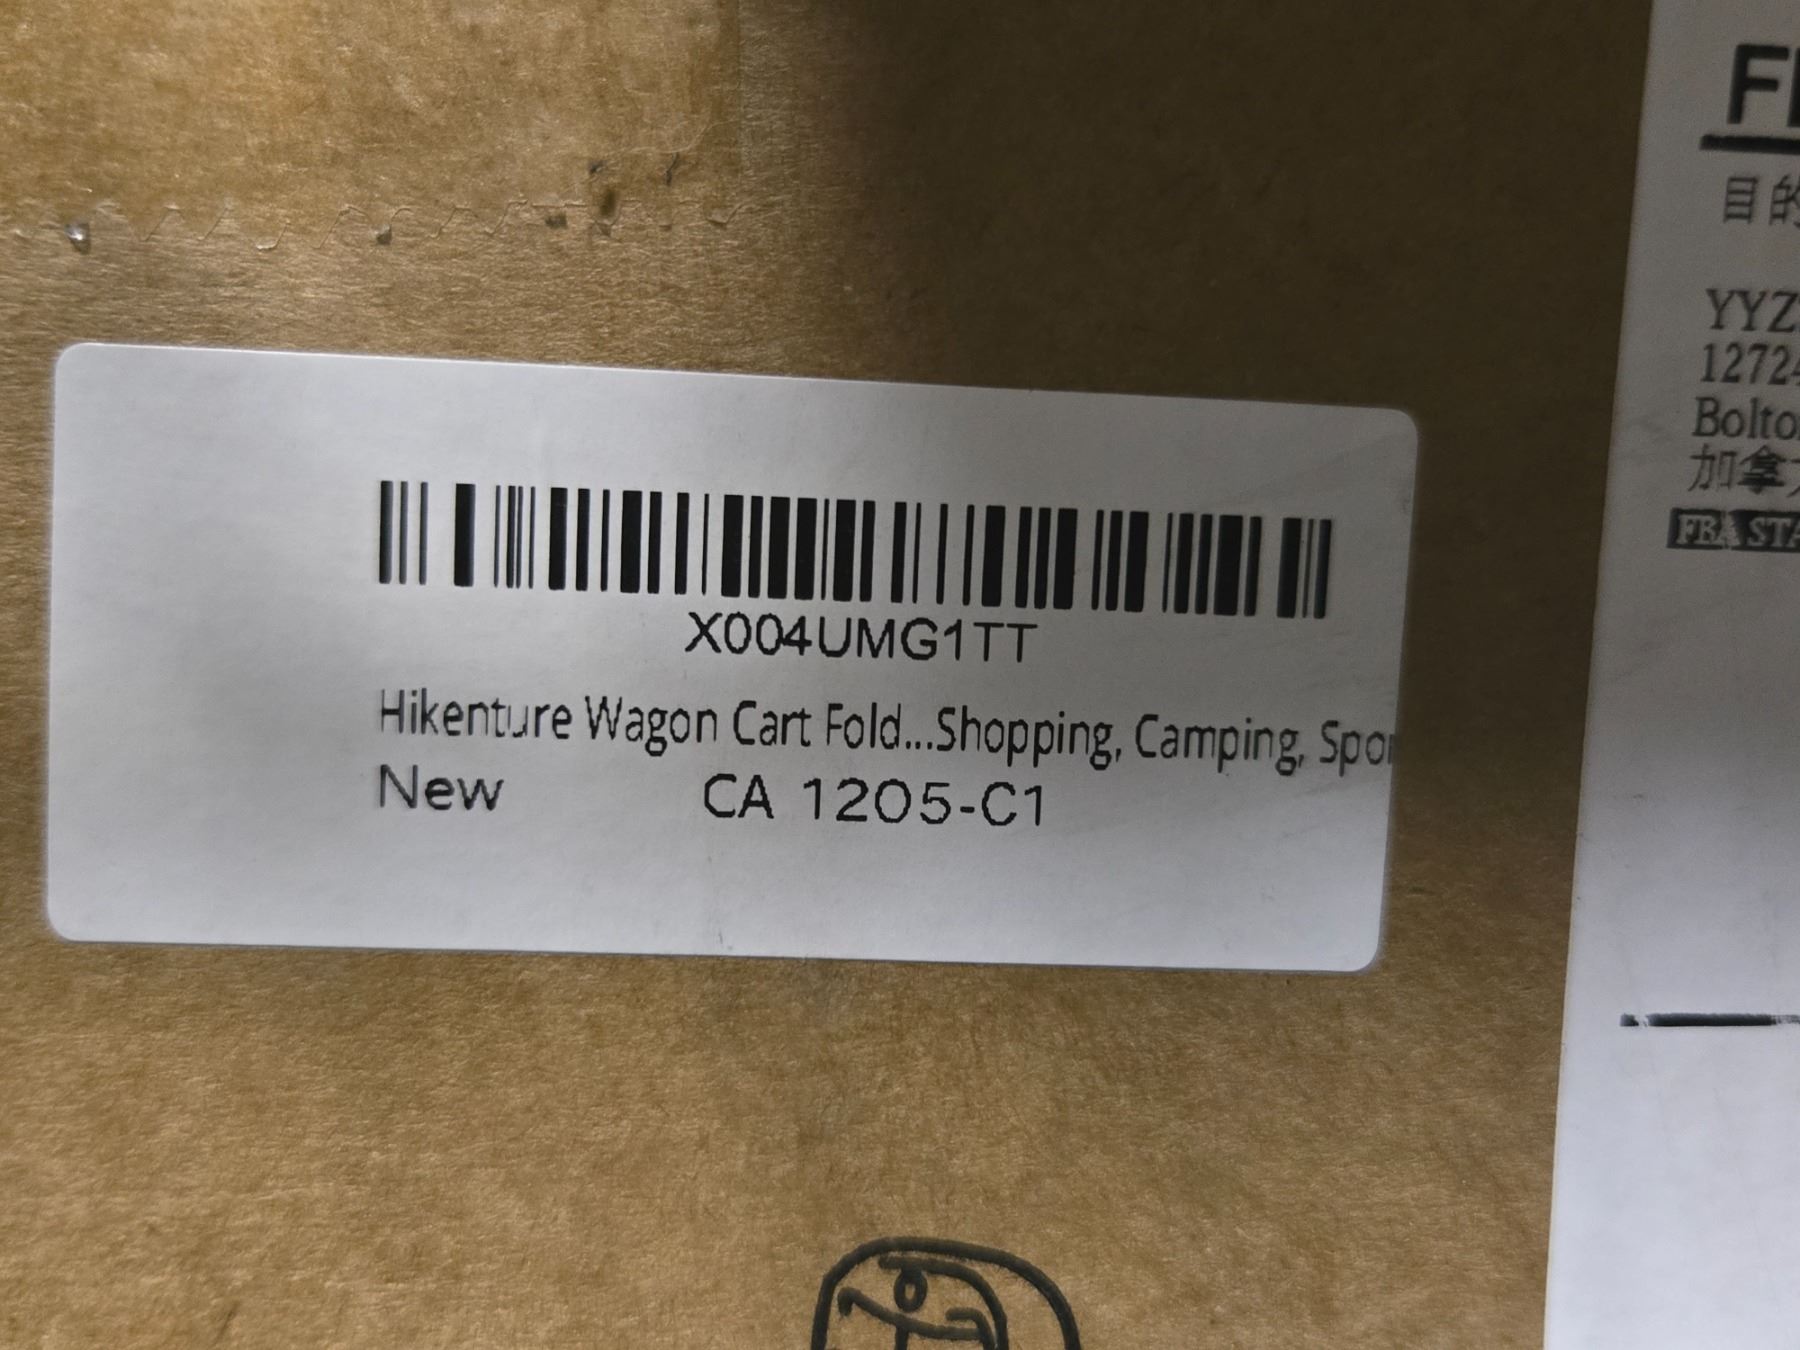 X004UMG1TT
Hikenture Wagon Cart Fold...Shopping, Camping, Spor
New CA 1205-C1
目的
YYZ
1272
Bolto
加拿
FBA STA